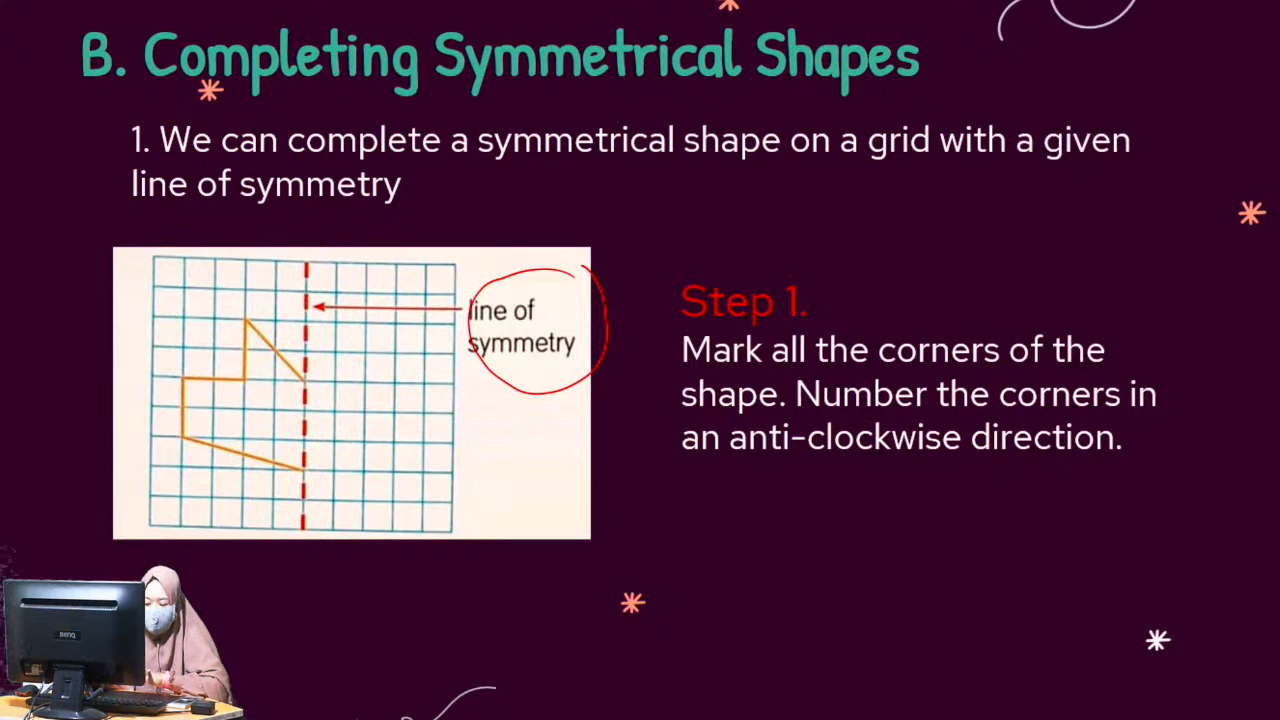 B. Completing Symmetrical Shapes
1. We can complete a symmetrical shape on a grid with a given
line of symmetry
line of
symmetry
Step 1.
Mark all the corners of the
shape. Number the corners in
an anti-clockwise direction.
BenQ